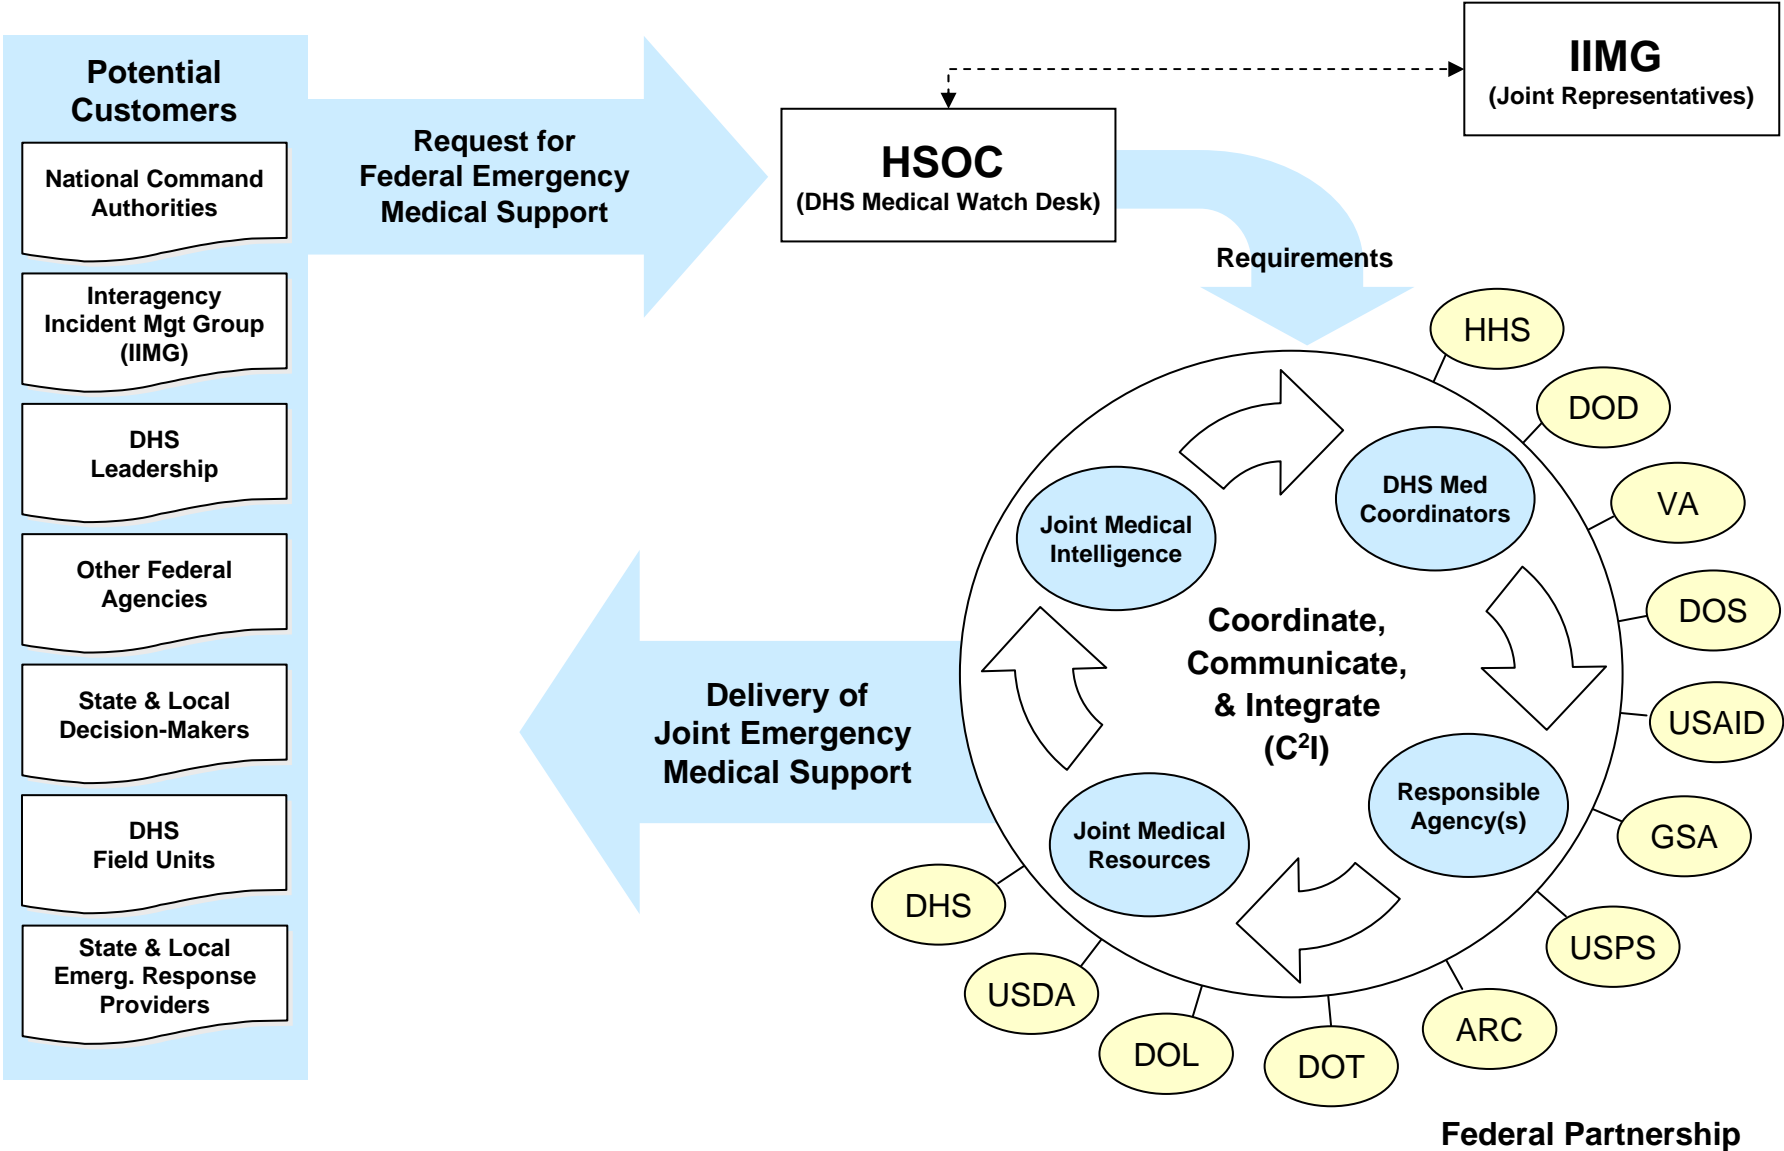 Potential
Customers
National Command
Authorities
Interagency
Incident Mgt Group
(IIMG)
DHS
Leadership
Other Federal
Agencies
State & Local
Decision-Makers
DHS
Field Units
State & Local
Emerg. Response
Providers
Request for
Federal Emergency
Medical Support
HSOC
(DHS Medical Watch Desk)
IIMG
(Joint Representatives)
Requirements
Joint Medical
Intelligence
DHS Med
Coordinators
Coordinate,
Communicate,
& Integrate
(C²I)
Responsible
Agency(s)
Joint Medical
Resources
Delivery of
Joint Emergency
Medical Support
HHS
DOD
VA
DOS
USAID
GSA
USPS
ARC
DOT
DOL
USDA
DHS
Federal Partnership